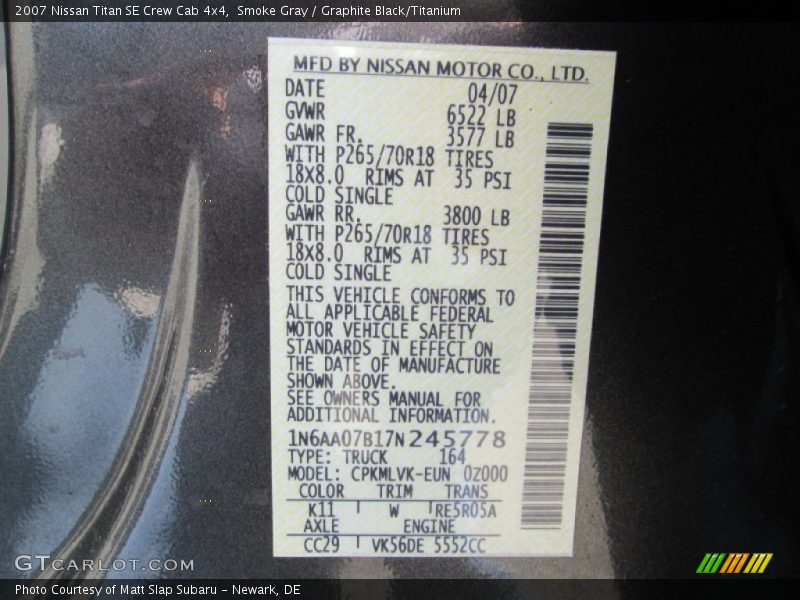 2007 Nissan Titan SE Crew Cab 4x4, Smoke Gray / Graphite Black/Titanium
MFD BY NISSAN MOTOR CO., LTD.
DATE 04/07
GVWR 6522 LB
GAWR FR. 3577 LB
WITH P265/70R18 TIRES
18X8.0 RIMS AT 35 PSI
COLD SINGLE
GAWR RR. 3800 LB
WITH P265/70R18 TIRES
18X8.0 RIMS AT 35 PSI
COLD SINGLE
THIS VEHICLE CONFORMS TO
ALL APPLICABLE FEDERAL
MOTOR VEHICLE SAFETY
STANDARDS IN EFFECT ON
THE DATE OF MANUFACTURE
SHOWN ABOVE.
SEE OWNERS MANUAL FOR
ADDITIONAL INFORMATION.
1N6AA07B17N245778
TYPE: TRUCK 164
MODEL: CPKMLVK-EUN 0Z000
COLOR TRIM TRANS
K11 W RE5R05A
AXLE ENGINE
CC29 VK56DE 5552CC
GTCARLOT.COM
Photo Courtesy of Matt Slap Subaru - Newark, DE